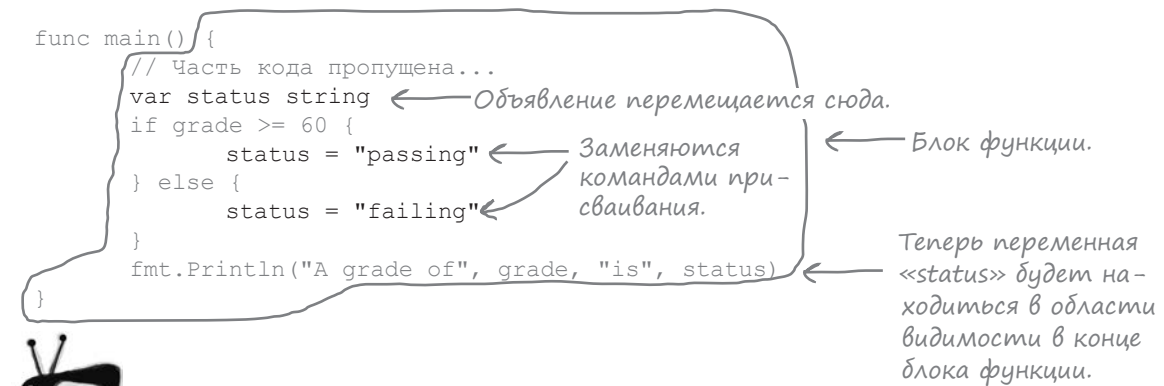 func main() {
// Часть кода пропущена...
var status string
Объявление перемещается сюда.
if grade >= 60 {
status = "passing"
} else {
status = "failing"
}
fmt.Println("A grade of", grade, "is", status)
}
Заменяются
командами при-
сваивания.
Блок функции.
Теперь переменная
«status» будет на-
ходиться в области
видимости в конце
блока функции.